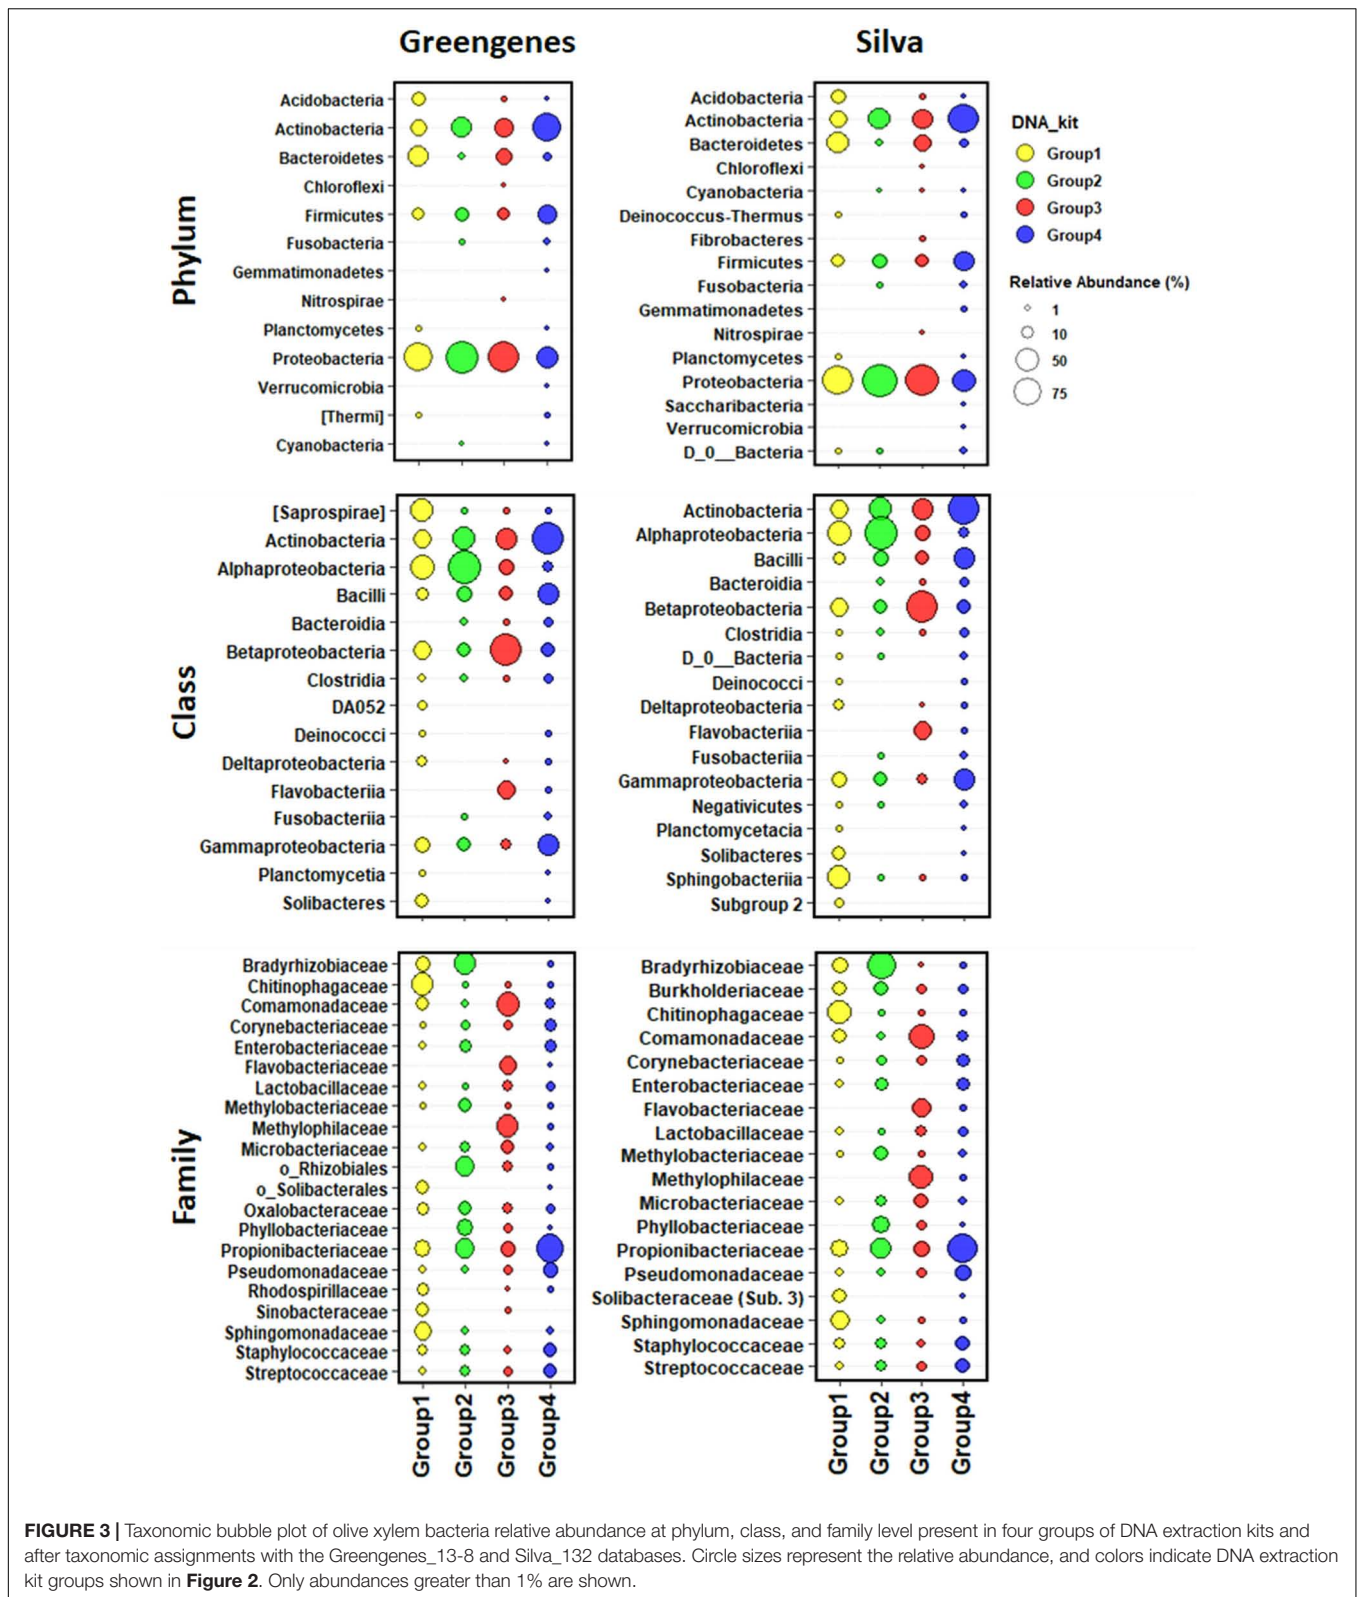 Greengenes
Silva
Phylum
Acidobacteria
Actinobacteria
Bacteroidetes
Chloroflexi
Firmicutes
Fusobacteria
Gemmatimonadetes
Nitrospirae
Planctomycetes
Proteobacteria
Verrucomicrobia
[Thermi]
Cyanobacteria
Acidobacteria
Actinobacteria
Bacteroidetes
Chloroflexi
Cyanobacteria
Deinococcus-Thermus
Fibrobacteres
Firmicutes
Fusobacteria
Gemmatimonadetes
Nitrospirae
Planctomycetes
Proteobacteria
Saccharibacteria
Verrucomicrobia
D_0__Bacteria
DNA_kit
Group1
Group2
Group3
Group4
Relative Abundance (%)
1
10
50
75
Class
[Saprospirae]
Actinobacteria
Alphaproteobacteria
Bacilli
Bacteroidia
Betaproteobacteria
Clostridia
DA052
Deinococci
Deltaproteobacteria
Flavobacteriia
Fusobacteriia
Gammaproteobacteria
Planctomycetia
Solibacteres
Actinobacteria
Alphaproteobacteria
Bacilli
Bacteroidia
Betaproteobacteria
Clostridia
D_0__Bacteria
Deinococci
Deltaproteobacteria
Flavobacteriia
Fusobacteriia
Gammaproteobacteria
Negativicutes
Planctomycetacia
Solibacteres
Sphingobacteriia
Subgroup 2
Family
Bradyrhizobiaceae
Chitinophagaceae
Comamonadaceae
Corynebacteriaceae
Enterobacteriaceae
Flavobacteriaceae
Lactobacillaceae
Methylobacteriaceae
Methylophilaceae
Microbacteriaceae
o_Rhizobiales
o_Solibacterales
Oxalobacteraceae
Phyllobacteriaceae
Propionibacteriaceae
Pseudomonadaceae
Rhodospirillaceae
Sinobacteraceae
Sphingomonadaceae
Staphylococcaceae
Streptococcaceae
Group1
Group2
Group3
Group4
Bradyrhizobiaceae
Burkholderiaceae
Chitinophagaceae
Comamonadaceae
Corynebacteriaceae
Enterobacteriaceae
Flavobacteriaceae
Lactobacillaceae
Methylobacteriaceae
Methylophilaceae
Microbacteriaceae
Phyllobacteriaceae
Propionibacteriaceae
Pseudomonadaceae
Solibacteraceae (Sub. 3)
Sphingomonadaceae
Staphylococcaceae
Streptococcaceae
Group1
Group2
Group3
Group4
FIGURE 3 | Taxonomic bubble plot of olive xylem bacteria relative abundance at phylum, class, and family level present in four groups of DNA extraction kits and
after taxonomic assignments with the Greengenes_13-8 and Silva_132 databases. Circle sizes represent the relative abundance, and colors indicate DNA extraction
kit groups shown in Figure 2. Only abundances greater than 1% are shown.